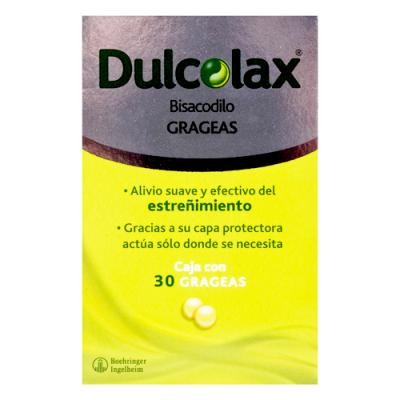 Dulcolax®
Bisacodilo
GRAGEAS
• Alivio suave y efectivo del
estreñimiento
• Gracias a su capa protectora
actúa sólo donde se necesita
Caja con
30 GRAGEAS
Boehringer
Ingelheim